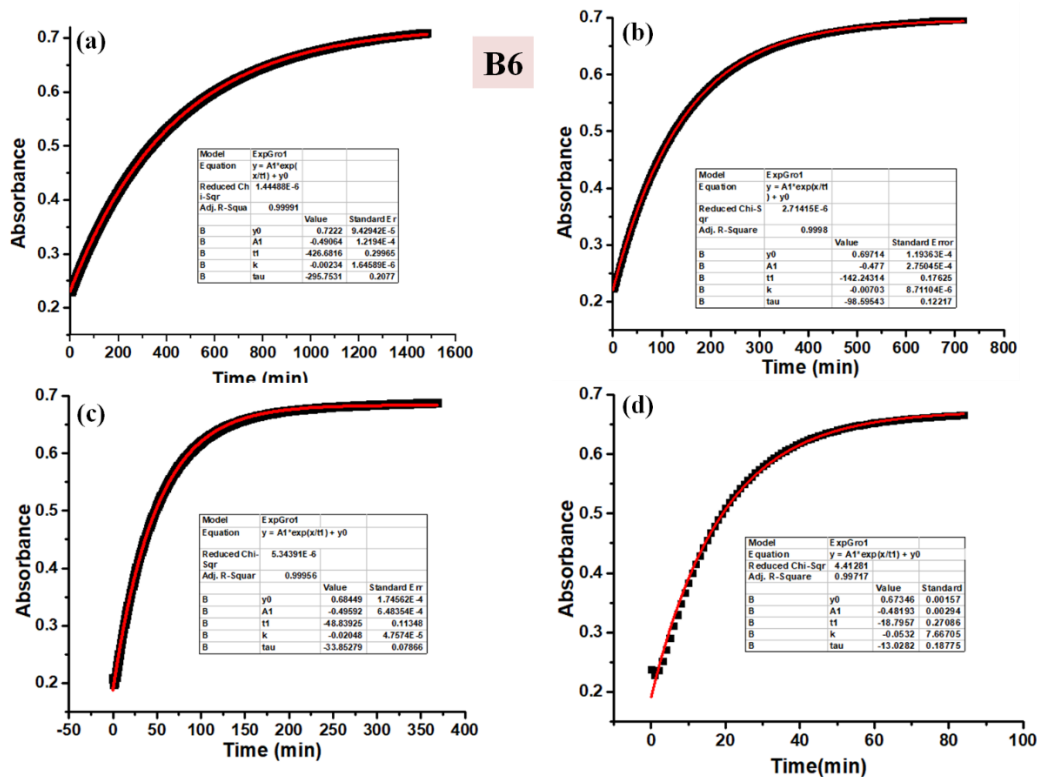 (a)
B6
(b)
0.7
0.6
0.5
0.4
0.3
0.2
Absorbance
Model ExpGro1
Equation y = A1*exp(
x/t1) + y0
Reduced Ch
i-Sqr 1.44488E-6
Adj. R-Squa 0.99991
Value Standard Er
B y0 0.7222 9.42942E-5
B A1 -0.49064 1.2194E-4
B t1 -426.6816 0.29965
B k -0.00234 1.64589E-6
B tau -295.7531 0.2077
0 200 400 600 800 1000 1200 1400 1600
Time (min)
0.7
0.6
0.5
0.4
0.3
0.2
Absorbance
Model ExpGro1
Equation y = A1*exp(x/t1
) + y0
Reduced Chi-S
qr 2.71415E-6
Adj. R-Square 0.9998
Value Standard Error
B y0 0.69714 1.19363E-4
B A1 -0.477 2.75045E-4
B t1 -142.24314 0.17625
B k -0.00703 8.71104E-6
B tau -98.59543 0.12217
0 100 200 300 400 500 600 700 800
Time (min)
(c)
0.7
0.6
0.5
0.4
0.3
0.2
Absorbance
Model ExpGro1
Equation y = A1*exp(x/t1) + y0
Reduced Chi-
Sqr 5.34391E-6
Adj. R-Squar 0.99956
Value Standard Err
B y0 0.68449 1.74562E-4
B A1 -0.49592 6.48354E-4
B t1 -48.83925 0.11348
B k -0.02048 4.7574E-5
B tau -33.85279 0.07866
-50 0 50 100 150 200 250 300 350 400
Time (min)
(d)
0.7
0.6
0.5
0.4
0.3
0.2
Absorbance
Model ExpGro1
Equation y = A1*exp(x/t1) + y0
Reduced Chi-Sqr 4.41281
Adj. R-Square 0.99717
Value Standard
B y0 0.67346 0.00157
B A1 -0.48193 0.00294
B t1 -18.7957 0.27086
B k -0.0532 7.66705
B tau -13.0282 0.18775
0 20 40 60 80 100
Time(min)